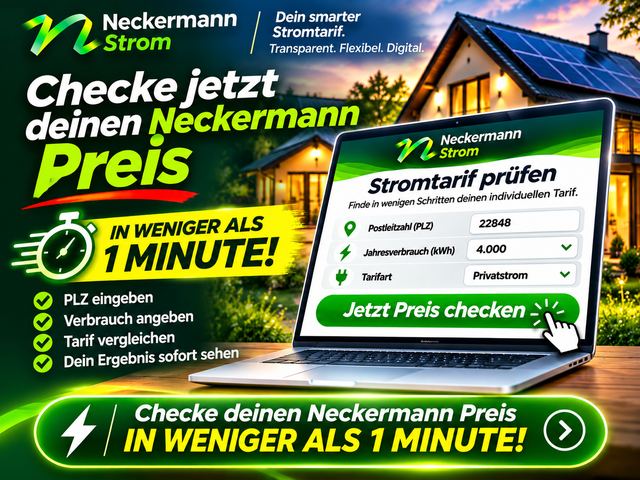 Neckermann
Strom
Dein smarter
Stromtarif.
Transparent. Flexibel. Digital.
Checke jetzt
deinen Neckermann
Preis
IN WENIGER ALS
1 MINUTE!
PLZ eingeben
Verbrauch angeben
Tarif vergleichen
Dein Ergebnis sofort sehen
Neckermann
Strom
Stromtarif prüfen
Finde in wenigen Schritten deinen individuellen Tarif.
Postleitzahl (PLZ) 22848
Jahresverbrauch (kWh) 4.000
Tarifart Privatstrom
Jetzt Preis checken
Checke deinen Neckermann Preis
IN WENIGER ALS 1 MINUTE!